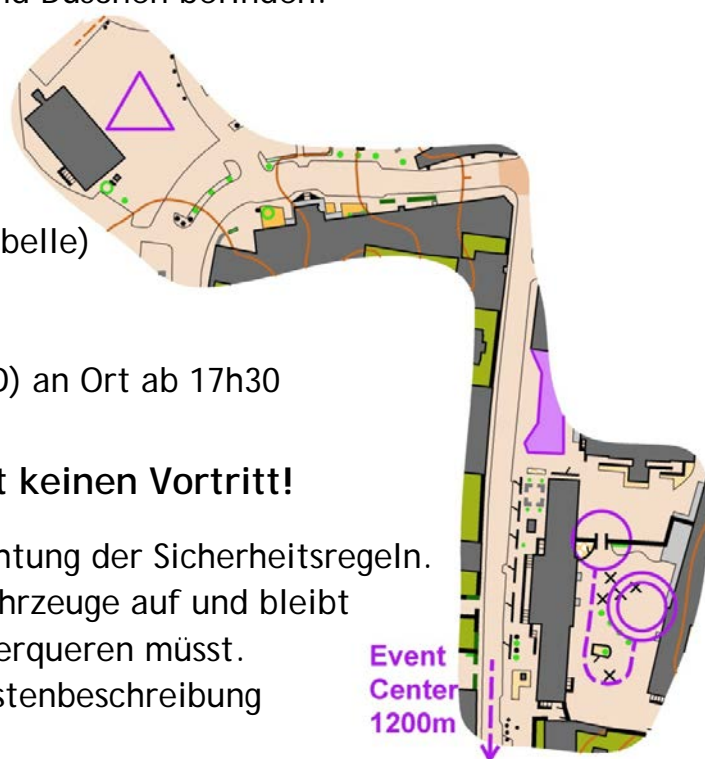 belle)
) an Ort ab 17h30
t keinen Vortritt!
htung der Sicherheitsregeln.
hrzeuge auf und bleibt
erqueren müsst.
stenbeschreibung
Event
Center
1200m